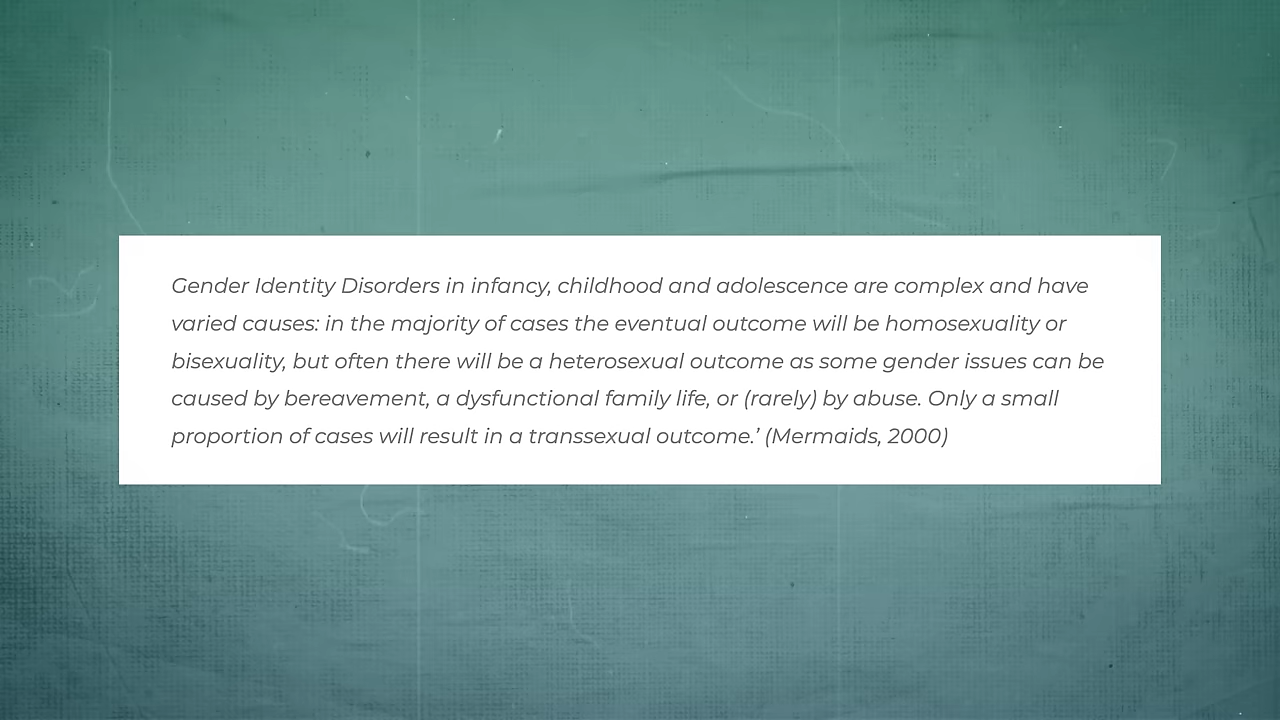 Gender Identity Disorders in infancy, childhood and adolescence are complex and have
varied causes: in the majority of cases the eventual outcome will be homosexuality or
bisexuality, but often there will be a heterosexual outcome as some gender issues can be
caused by bereavement, a dysfunctional family life, or (rarely) by abuse. Only a small
proportion of cases will result in a transsexual outcome.’ (Mermaids, 2000)